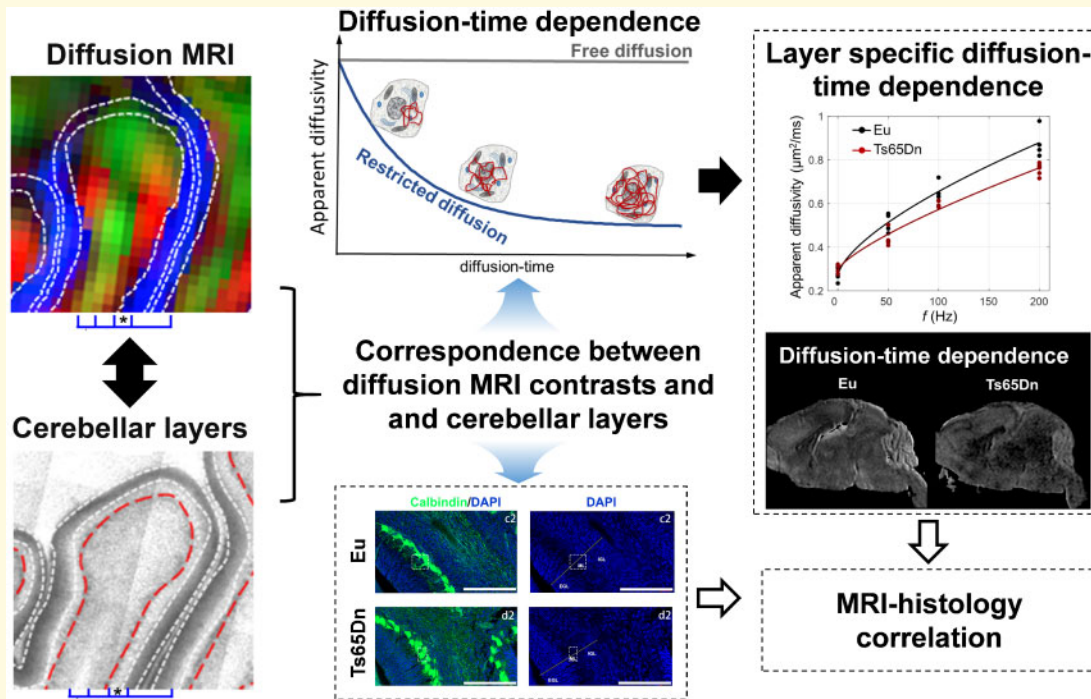 Diffusion MRI
*
Cerebellar layers
*
Diffusion-time dependence
Free diffusion
Apparent diffusivity
Restricted diffusion
diffusion-time
Correspondence between
diffusion MRI contrasts and
and cerebellar layers
Calbindin/DAPI
DAPI
Eu
c2
c2
EGL
ML
IGL
Ts65Dn
d2
d2
EGL
ML
IGL
Layer specific diffusion-
time dependence
Apparent diffusivity (μm²/ms)
1
0.8
0.6
0.4
0.2
Eu
Ts65Dn
0
50
100
150
200
f (Hz)
Diffusion-time dependence
Eu
Ts65Dn
MRI-histology
correlation